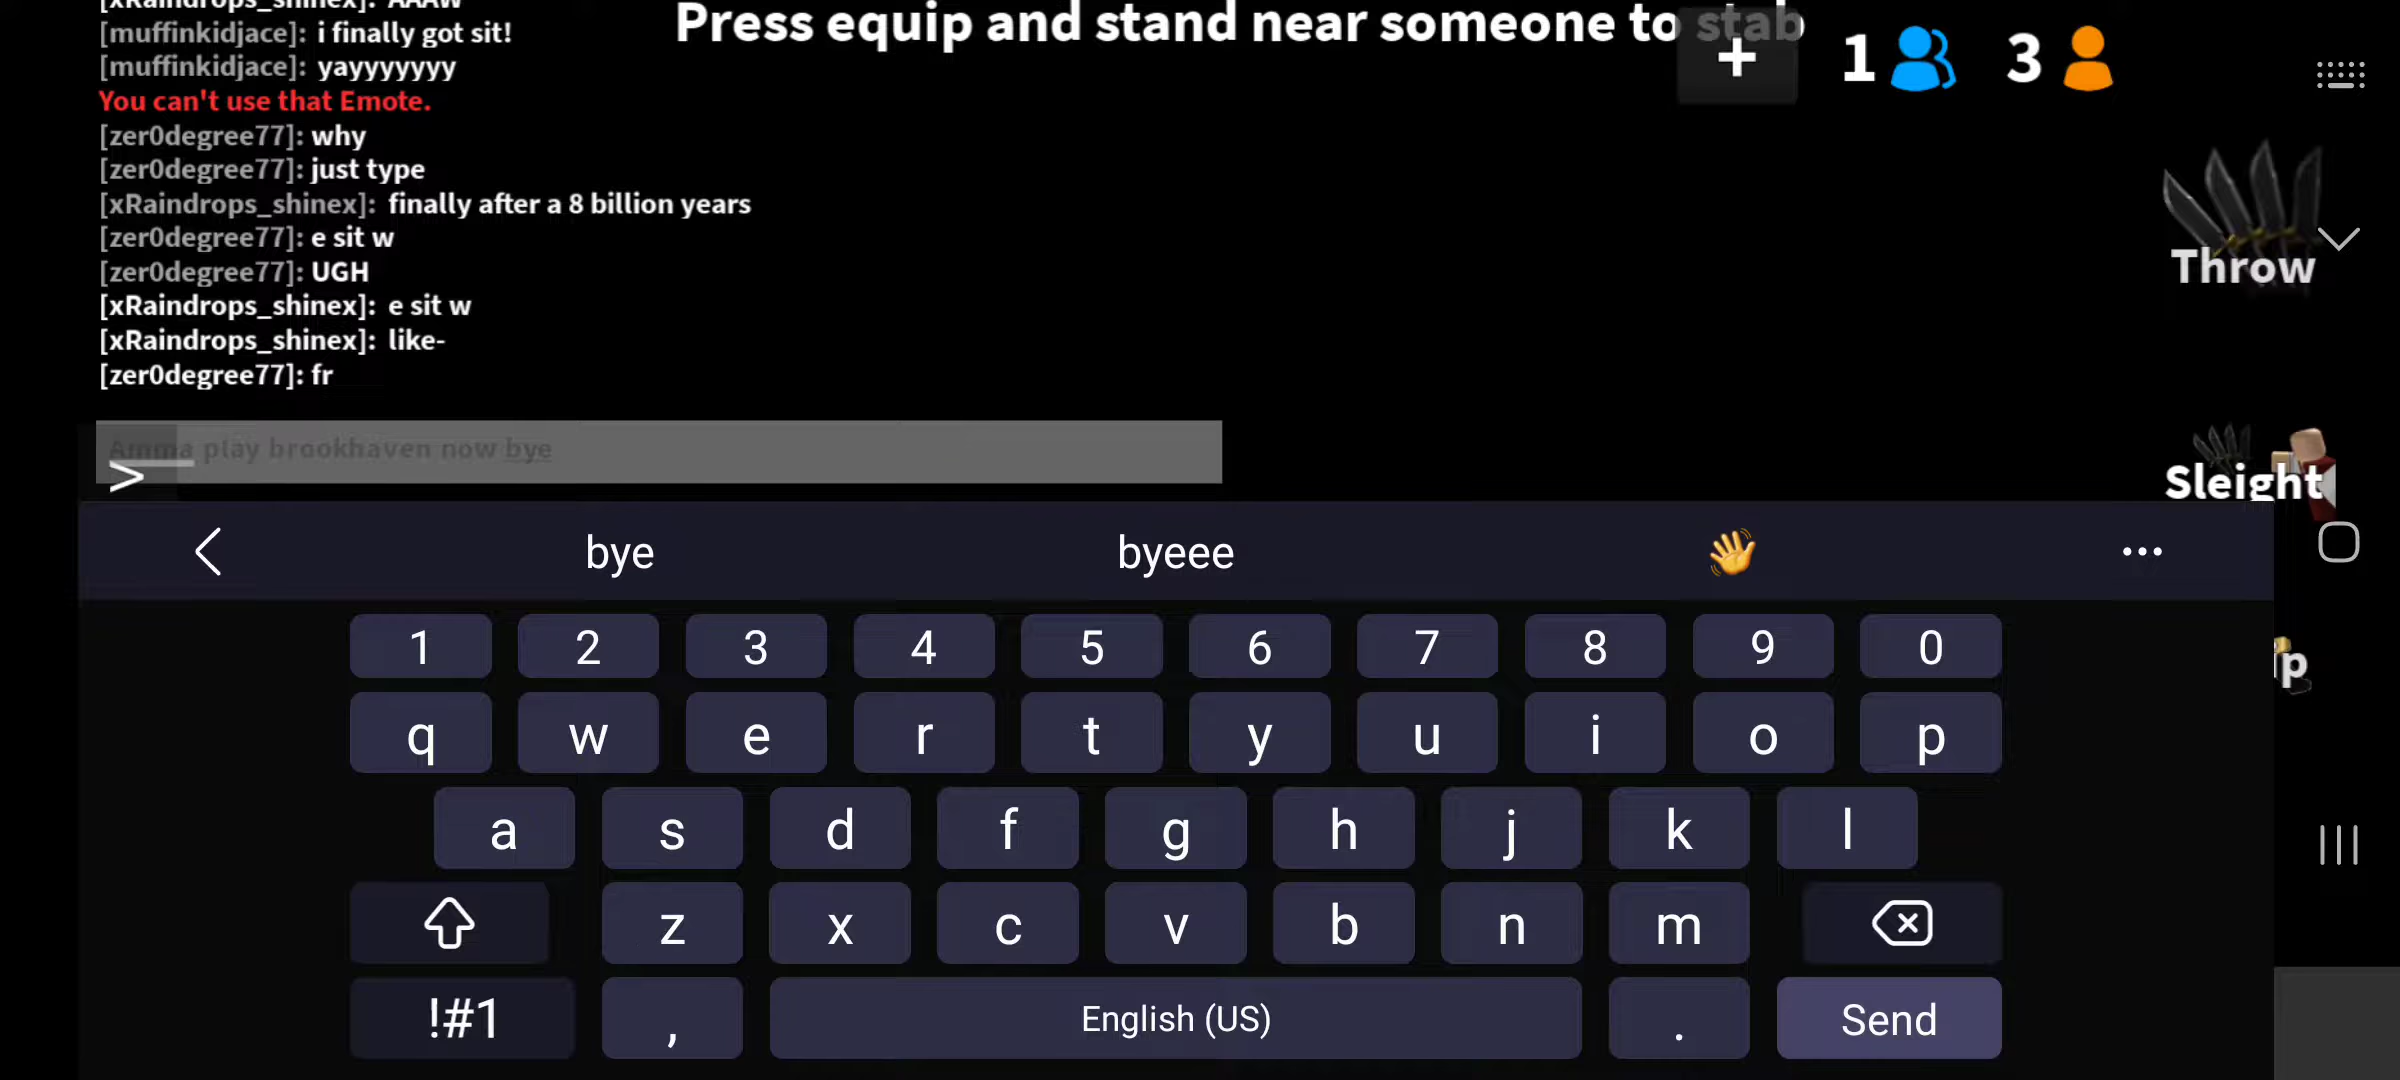 [xRaindrops_shinex]: AAAW
[muffinkidjace]: i finally got sit!
[muffinkidjace]: yayyyyyyy
You can't use that Emote.
[zer0degree77]: why
[zer0degree77]: just type
[xRaindrops_shinex]: finally after a 8 billion years
[zer0degree77]: e sit w
[zer0degree77]: UGH
[xRaindrops_shinex]: e sit w
[xRaindrops_shinex]: like-
[zer0degree77]: fr
Amma play brookhaven now bye
>
Press equip and stand near someone to stab
+ 1 3
Throw
Sleight
bye byeee 👋 ...
1 2 3 4 5 6 7 8 9 0
q w e r t y u i o p
a s d f g h j k l
z x c v b n m
!#1 , English (US) . Send